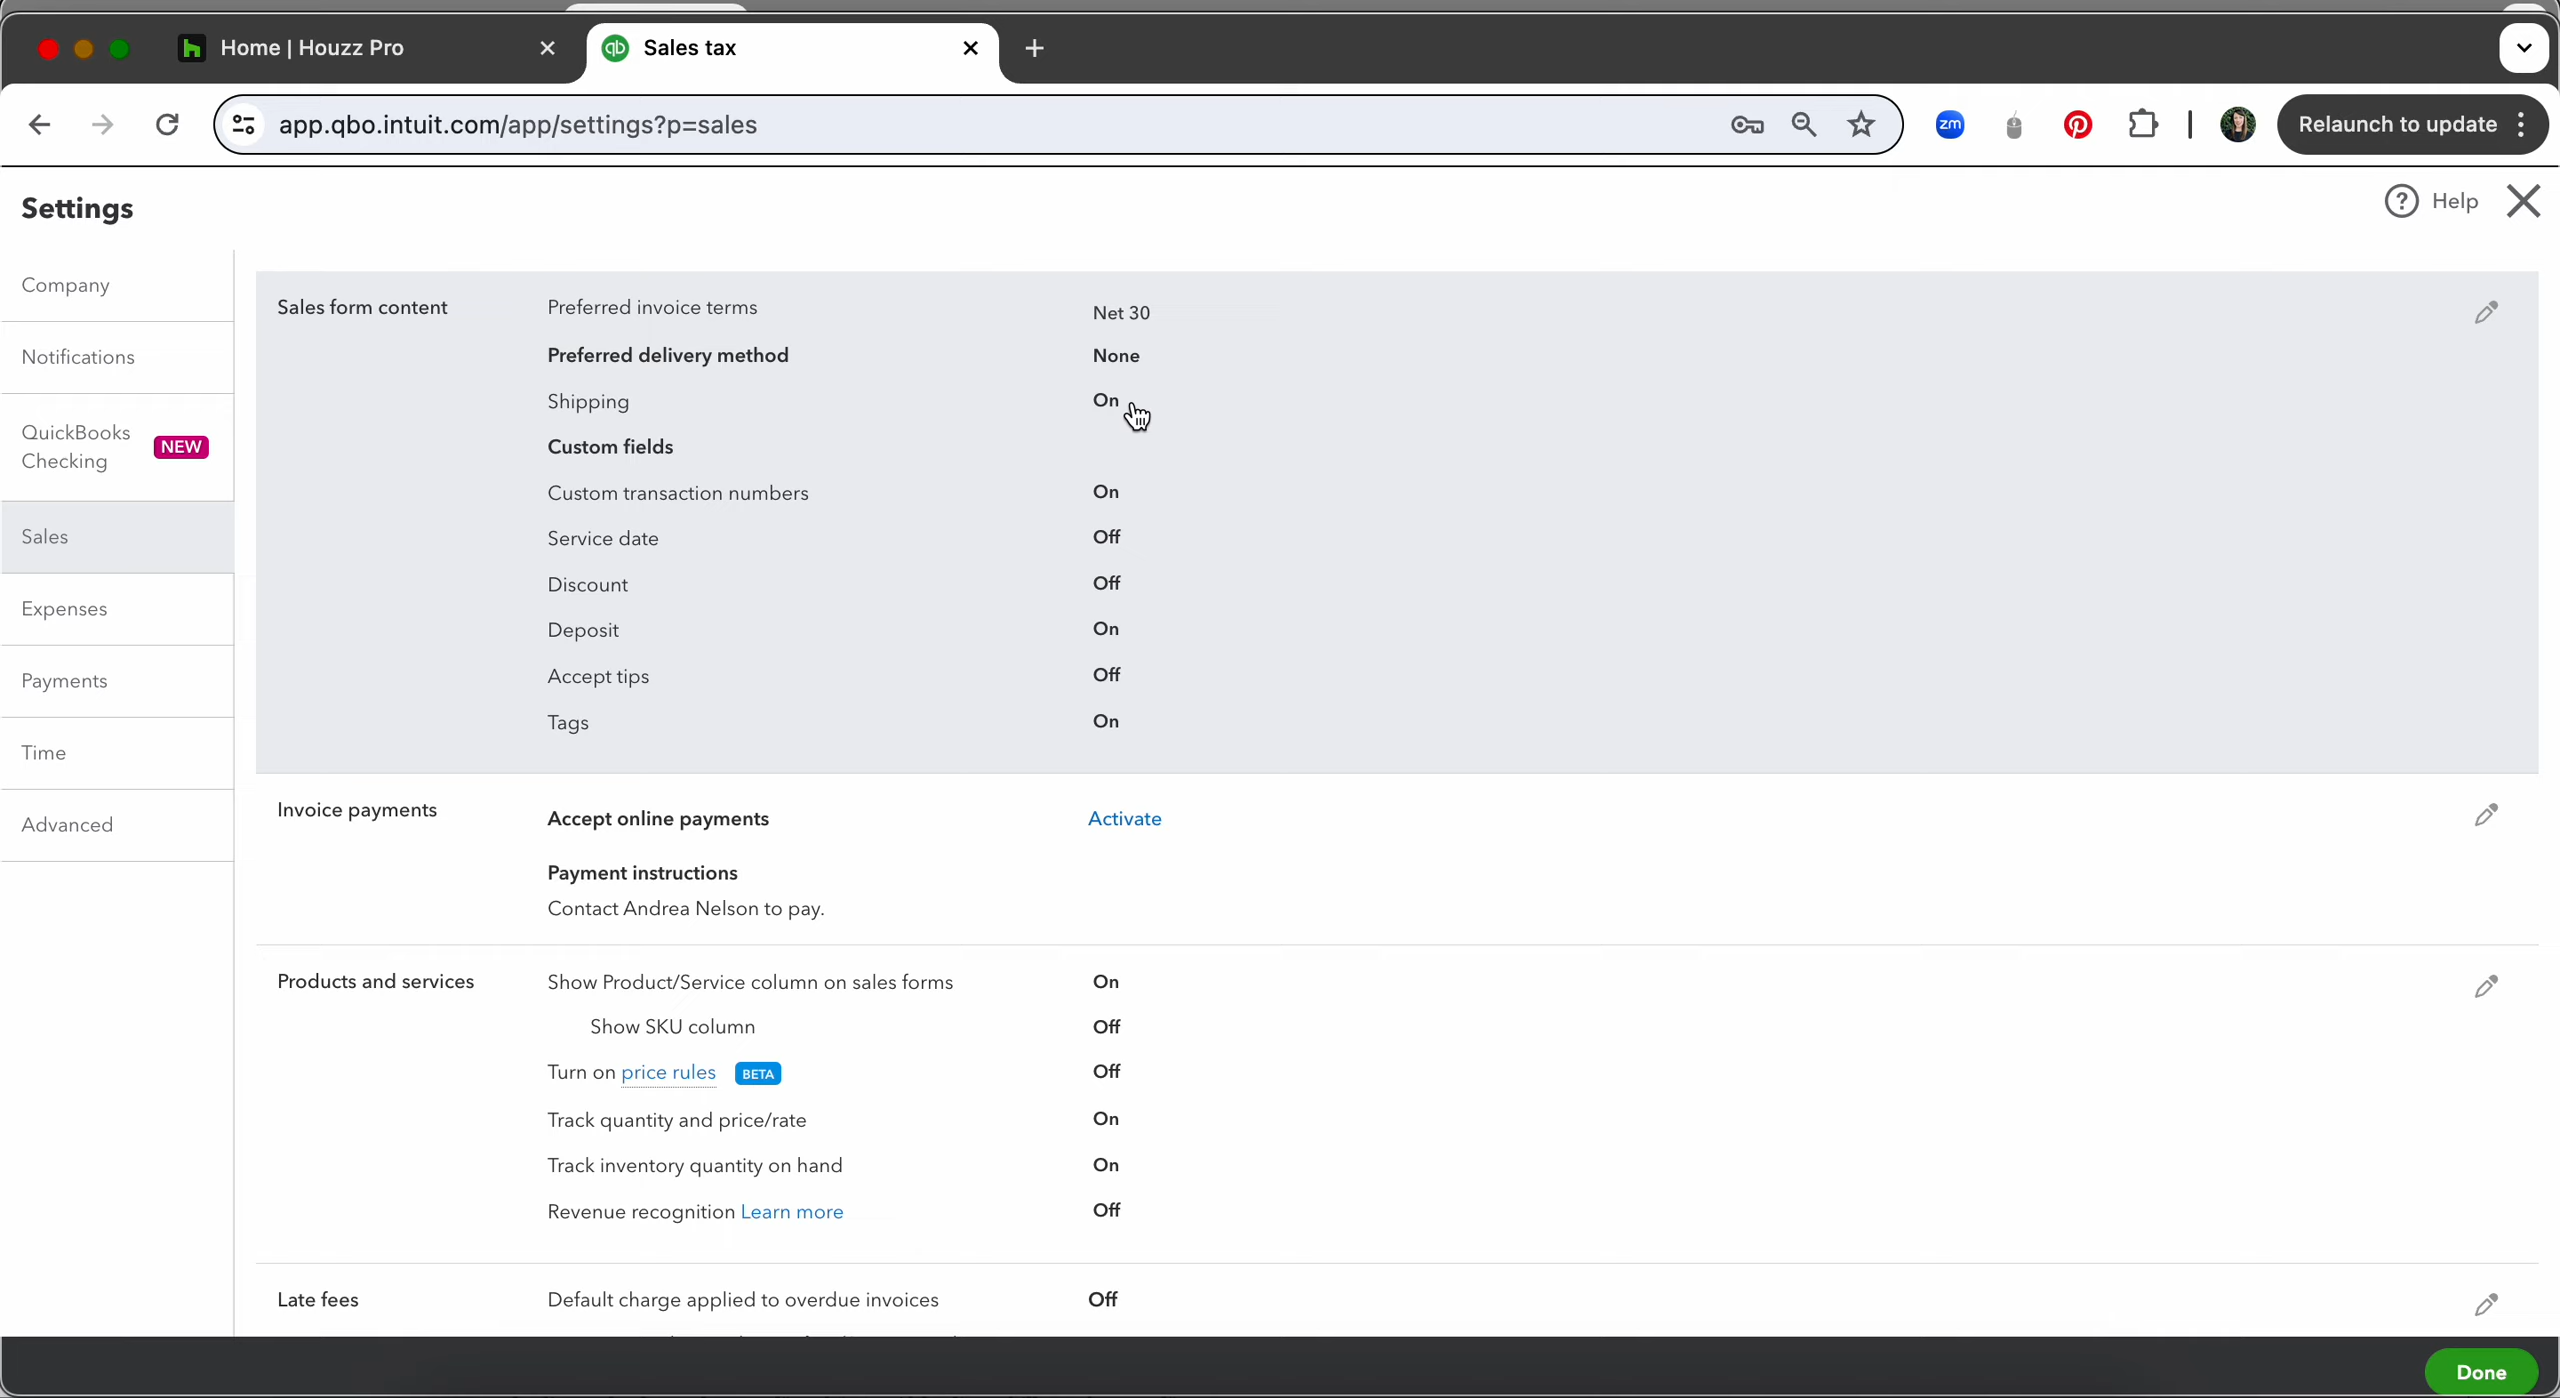 Home | Houzz Pro
Sales tax
app.qbo.intuit.com/app/settings?p=sales
zm
Relaunch to update
Settings
Help
Company
Notifications
QuickBooks
Checking
NEW
Sales
Expenses
Payments
Time
Advanced
Sales form content
Preferred invoice terms
Net 30
Preferred delivery method
None
Shipping
On
Custom fields
Custom transaction numbers
On
Service date
Off
Discount
Off
Deposit
On
Accept tips
Off
Tags
On
Invoice payments
Accept online payments
Activate
Payment instructions
Contact Andrea Nelson to pay.
Products and services
Show Product/Service column on sales forms
On
Show SKU column
Off
Turn on price rules BETA
Off
Track quantity and price/rate
On
Track inventory quantity on hand
On
Revenue recognition Learn more
Off
Late fees
Default charge applied to overdue invoices
Off
Done